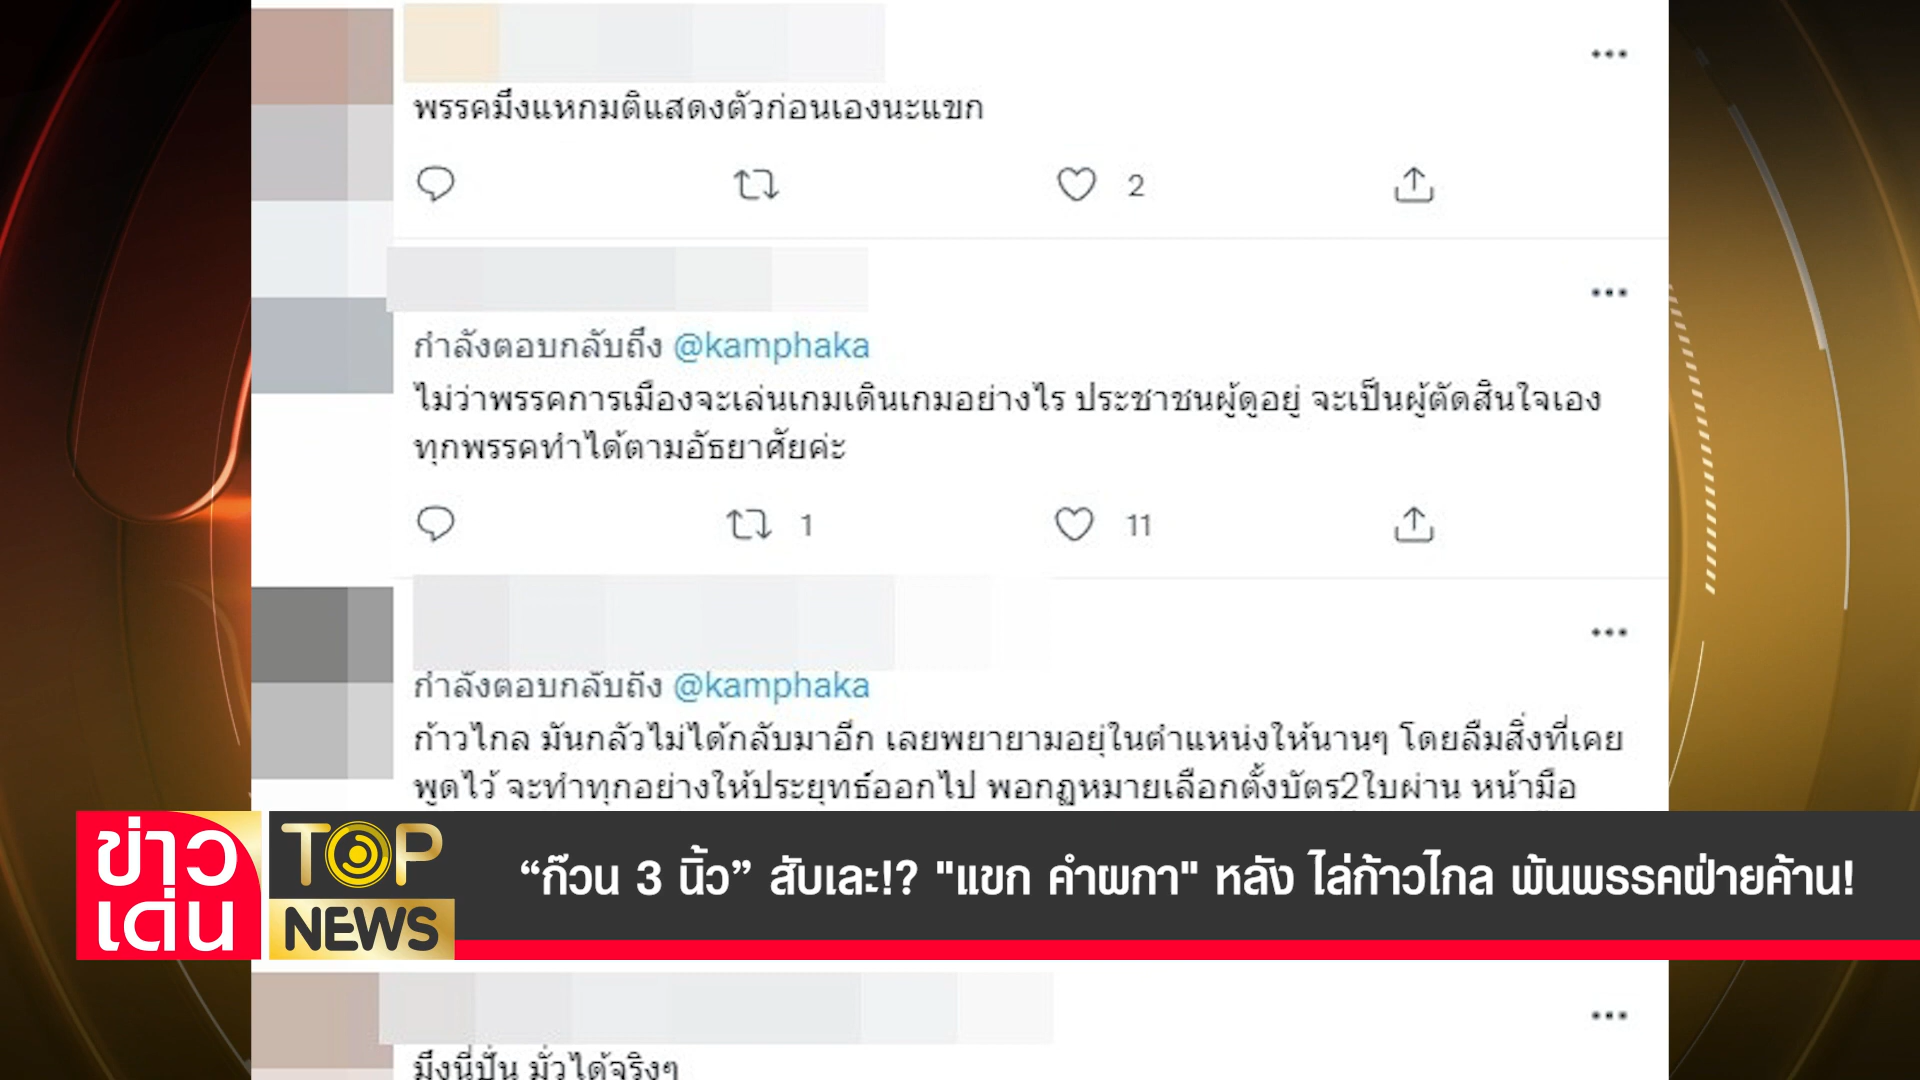 พรรคมึงแหกมติแสดงตัวก่อนเองนะแขก
2
กำลังตอบกลับถึง @kamphaka
ไม่ว่าพรรคการเมืองจะเล่นเกมเดินเกมอย่างไร ประชาชนผู้ดูอยู่ จะเป็นผู้ตัดสินใจเอง
ทุกพรรคทำได้ตามอัธยาศัยค่ะ
1 11
กำลังตอบกลับถึง @kamphaka
ก้าวไกล มันกลัวไม่ได้กลับมาอีก เลยพยายามอยู่ในตำแหน่งให้นานๆ โดยลืมสิ่งที่เคย
พูดไว้ จะทำทุกอย่างให้ประยุทธ์ออกไป พอกฏหมายเลือกตั้งบัตร2ใบผ่าน หน้ามือ
ข่าว
เด่น
TOP
NEWS
“ก๊วน 3 นิ้ว” สับเละ!? "แขก คำผกา" หลัง ไล่ก้าวไกล พ้นพรรคฝ่ายค้าน!
มึงนี่ปั่น มั่วได้จริงๆ